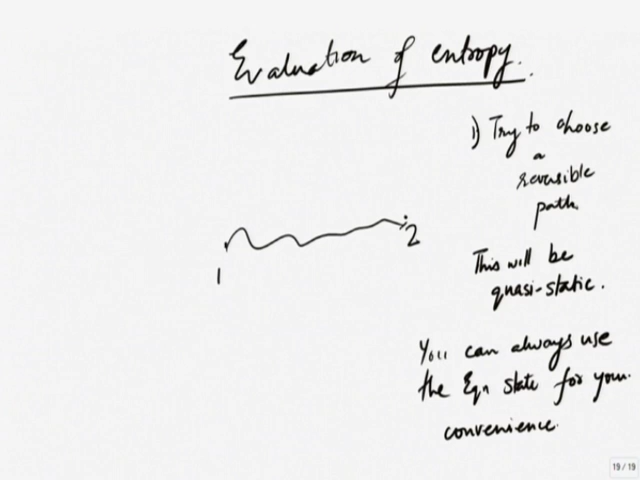 Evaluation of entropy.
1) Try to choose
a
reversible
path.
1
2
This will be
quasi-static.
You can always use
the Eqn state for your
convenience.
19 / 19